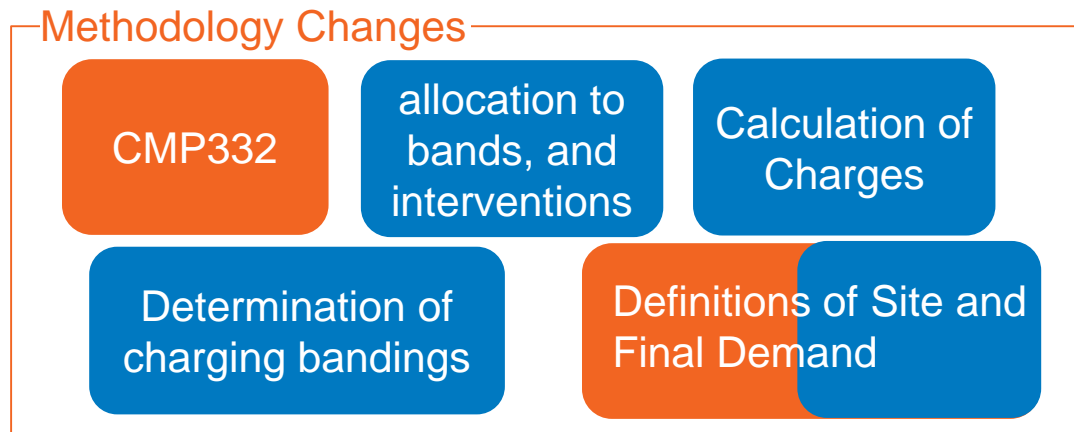 Methodology Changes
CMP332
allocation to
bands, and
interventions
Calculation of
Charges
Determination of
charging bandings
Definitions of Site and
Final Demand